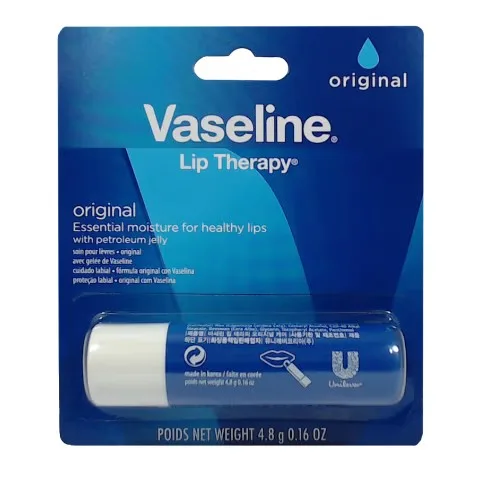 original
Vaseline®
Lip Therapy®
original
Essential moisture for healthy lips
with petroleum jelly
soin pour lèvres • original
avec gelée de Vaseline
cuidado labial • fórmula original con Vaselina
proteção labial • original com Vaselina
made in korea / faite en corée
poids net weight 4.8 g 0.16 oz
Unilever
POIDS NET WEIGHT 4.8 g 0.16 OZ